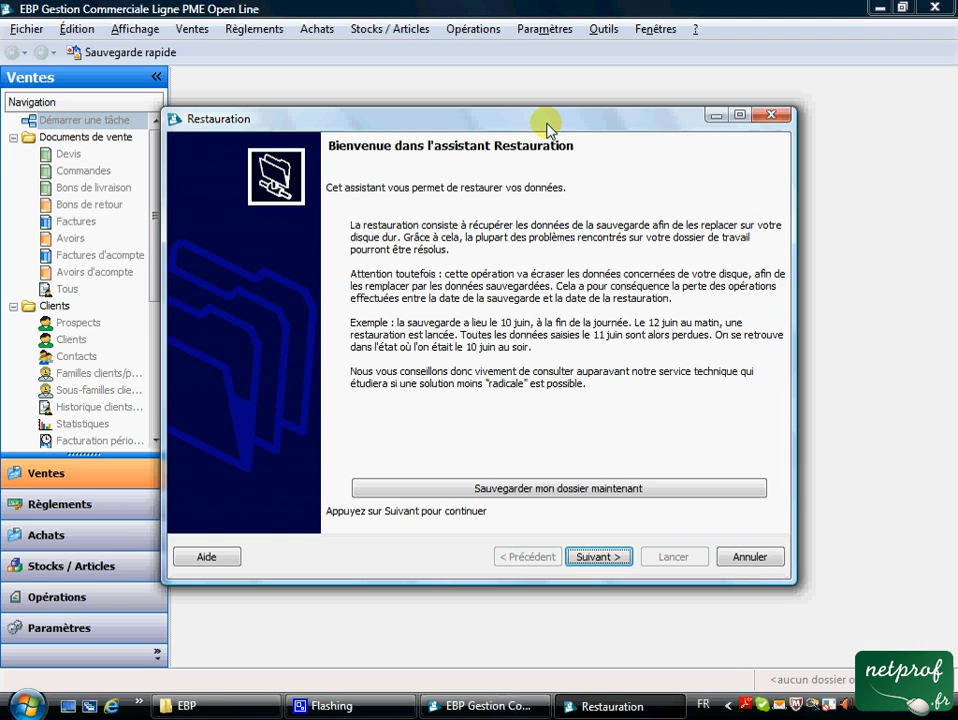 EBP Gestion Commerciale Ligne PME Open Line
Fichier Édition Affichage Ventes Règlements Achats Stocks / Articles Opérations Paramètres Outils Fenêtres ?
Sauvegarde rapide
Ventes
Navigation
Démarrer une tâche
Documents de vente
Devis
Commandes
Bons de livraison
Bons de retour
Factures
Avoirs
Factures d'acompte
Avoirs d'acompte
Tous
Clients
Prospects
Clients
Contacts
Familles clients/p...
Sous-familles clie...
Historique clients...
Statistiques
Facturation pério...
Ventes
Règlements
Achats
Stocks / Articles
Opérations
Paramètres
Restauration
Bienvenue dans l'assistant Restauration
Cet assistant vous permet de restaurer vos données.
La restauration consiste à récupérer les données de la sauvegarde afin de les replacer sur votre
disque dur. Grâce à cela, la plupart des problèmes rencontrés sur votre dossier de travail
pourront être résolus.
Attention toutefois : cette opération va écraser les données concernées de votre disque, afin de
les remplacer par les données sauvegardées. Cela a pour conséquence la perte des opérations
effectuées entre la date de la sauvegarde et la date de la restauration.
Exemple : la sauvegarde a lieu le 10 juin, à la fin de la journée. Le 12 juin au matin, une
restauration est lancée. Toutes les données saisies le 11 juin sont alors perdues. On se retrouve
dans l'état où l'on était le 10 juin au soir.
Nous vous conseillons donc vivement de consulter auparavant notre service technique qui
étudiera si une solution moins "radicale" est possible.
Sauvegarder mon dossier maintenant
Appuyez sur Suivant pour continuer
Aide
< Précédent
Suivant >
Lancer
Annuler
<aucun dossier o
netprof
.fr
EBP
Flashing
EBP Gestion Co...
Restauration
FR